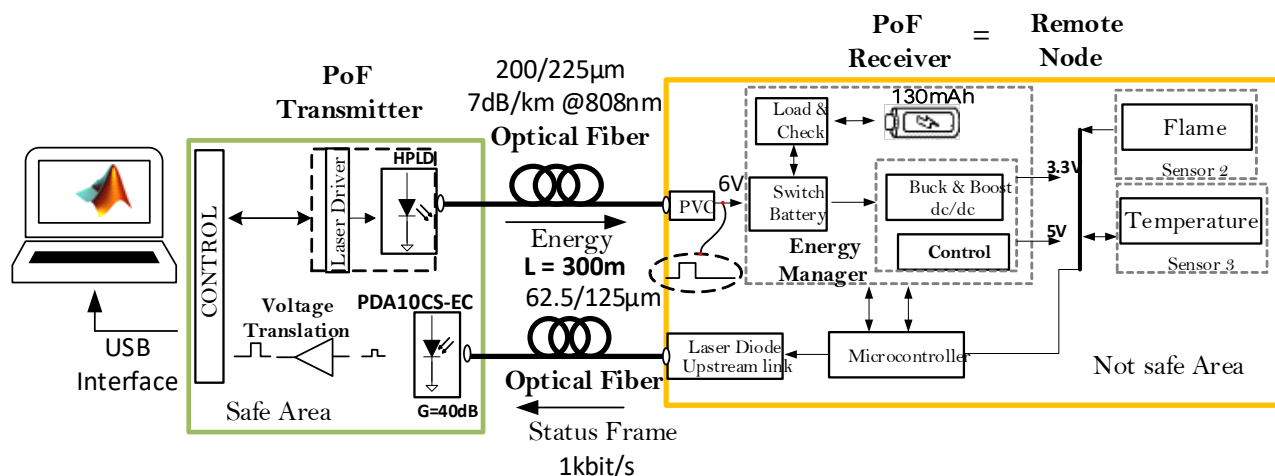 PoF
Transmitter
200/225µm
7dB/km @808nm
Optical Fiber
PoF
Receiver
=
Remote
Node
CONTROL
Laser Driver
HPLD
Energy
L = 300m
62.5/125µm
Optical Fiber
Status Frame
1kbit/s
USB
Interface
Voltage
Translation
PDA10CS-EC
G=40dB
Safe Area
PVC
6V
Load &
Check
130mAh
Switch
Battery
Energy
Manager
Buck & Boost
dc/dc
Control
3.3V
5V
Flame
Sensor 2
Temperature
Sensor 3
Laser Diode
Upstream link
Microcontroller
Not safe Area